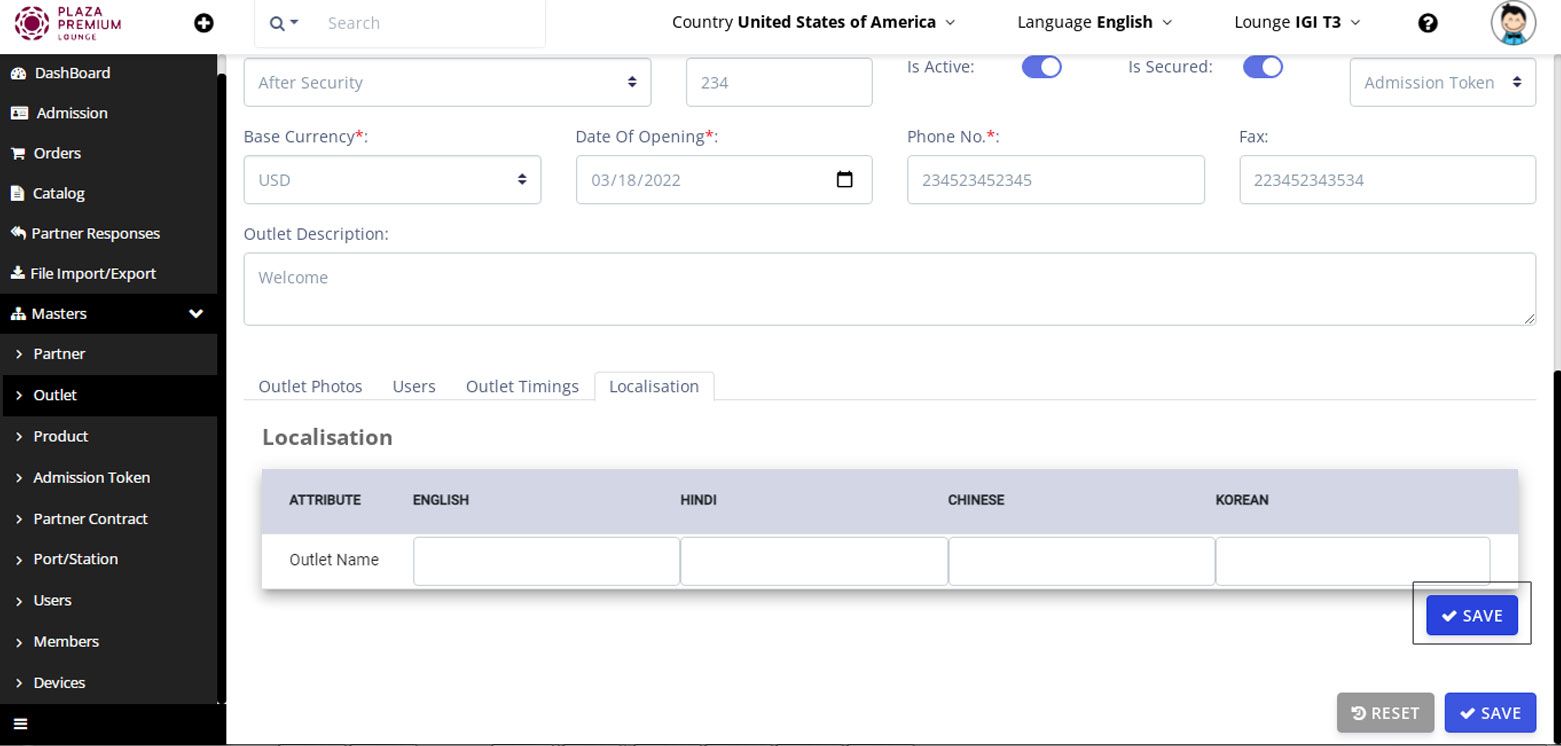 PLAZA
PREMIUM
LOUNGE
Search
Country United States of America
Language English
Lounge IGI T3
DashBoard
Admission
Orders
Catalog
Partner Responses
File Import/Export
Masters
Partner
Outlet
Product
Admission Token
Partner Contract
Port/Station
Users
Members
Devices
After Security
234
Is Active:
Is Secured:
Admission Token
Base Currency*:
Date Of Opening*:
Phone No.*:
Fax:
USD
03/18/2022
234523452345
223452343534
Outlet Description:
Welcome
Outlet Photos
Users
Outlet Timings
Localisation
Localisation
ATTRIBUTE
ENGLISH
HINDI
CHINESE
KOREAN
Outlet Name
SAVE
RESET
SAVE